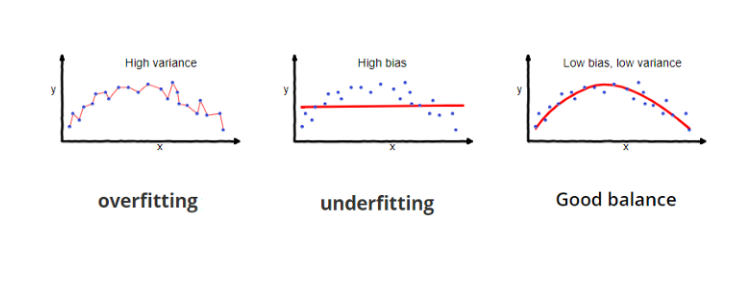 High variance
y
x
overfitting
High bias
y
x
underfitting
Low bias, low variance
y
x
Good balance